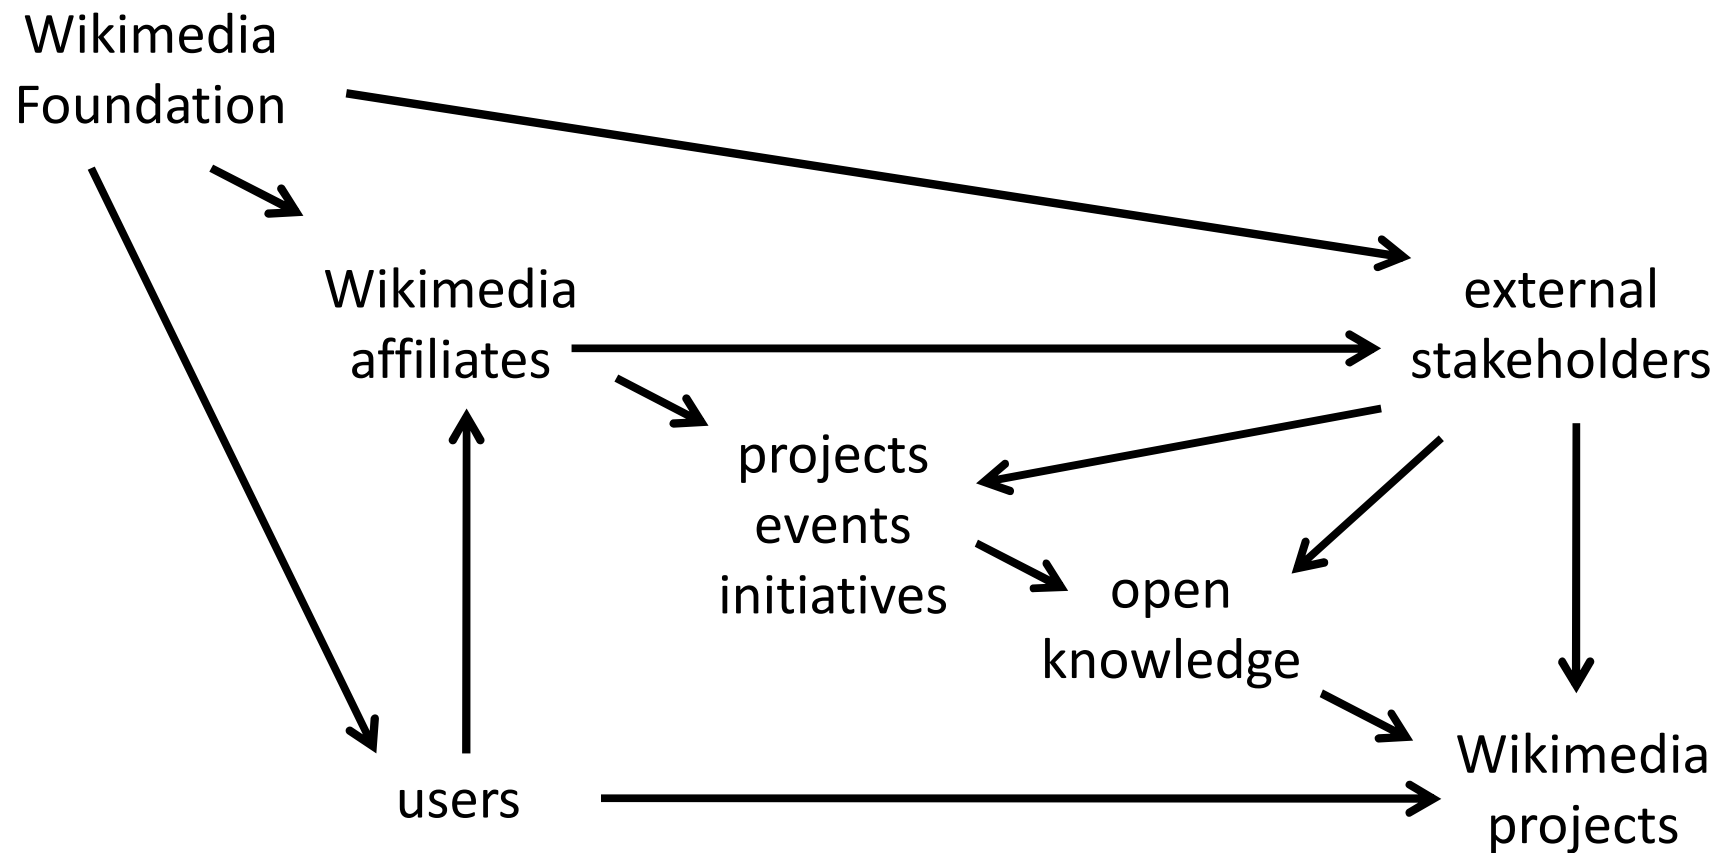 Wikimedia
Foundation
Wikimedia
affiliates
external
stakeholders
projects
events
initiatives
open
knowledge
users
Wikimedia
projects